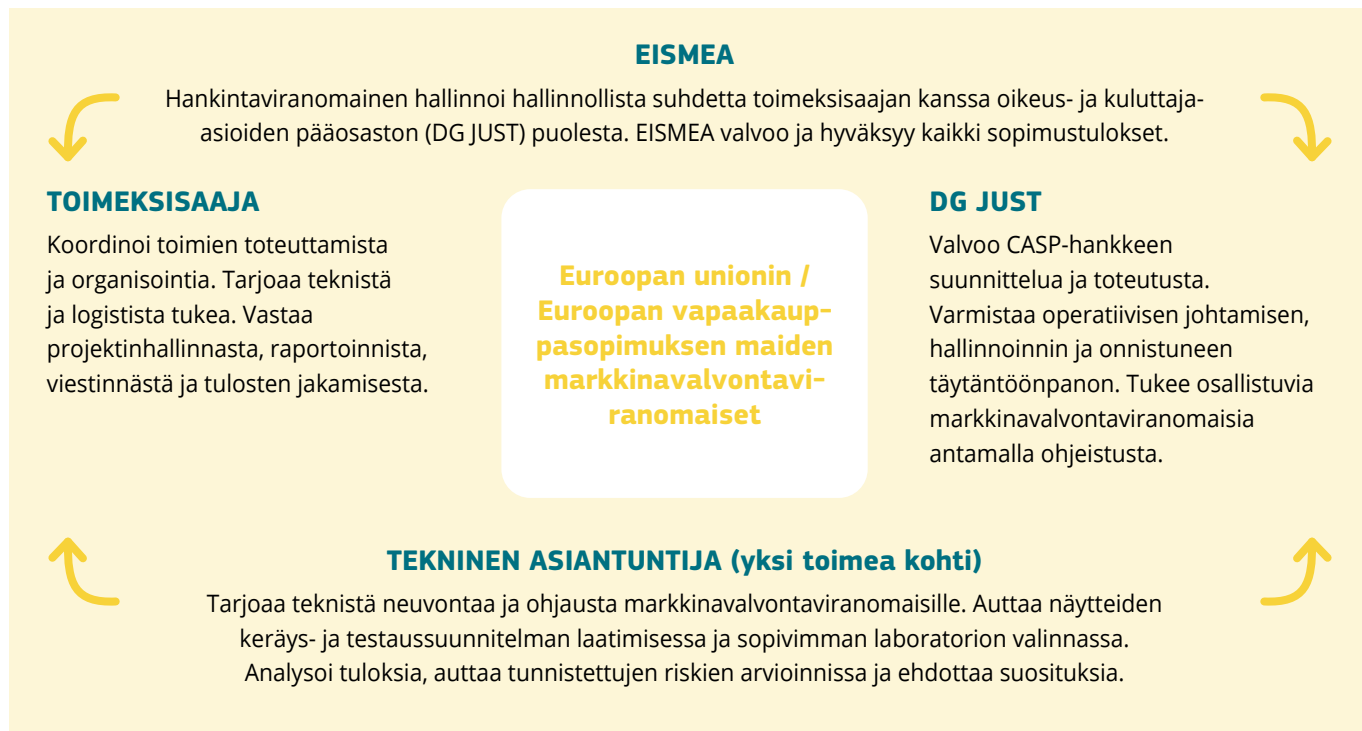 EISMEA
Hankintaviranomainen hallinnoi hallinnollista suhdetta toimeksisaajan kanssa oikeus- ja kuluttaja-
asioiden pääosaston (DG JUST) puolesta. EISMEA valvoo ja hyväksyy kaikki sopimustulokset.
TOIMEKSISAAJA
Koordinoi toimien toteuttamista
ja organisointia. Tarjoaa teknistä
ja logistista tukea. Vastaa
projektinhallinnasta, raportoinnista,
viestinnästä ja tulosten jakamisesta.
Euroopan unionin /
Euroopan vapaakaup-
pasopimuksen maiden
markkinavalvontavi-
ranomaiset
DG JUST
Valvoo CASP-hankkeen
suunnittelua ja toteutusta.
Varmistaa operatiivisen johtamisen,
hallinnoinnin ja onnistuneen
täytäntöönpanon. Tukee osallistuvia
markkinavalvontaviranomaisia
antamalla ohjeistusta.
TEKNINEN ASIANTUNTIJA (yksi toimea kohti)
Tarjoaa teknistä neuvontaa ja ohjausta markkinavalvontaviranomaisille. Auttaa näytteiden
keräys- ja testaussuunnitelman laatimisessa ja sopivimman laboratorion valinnassa.
Analysoi tuloksia, auttaa tunnistettujen riskien arvioinnissa ja ehdottaa suosituksia.